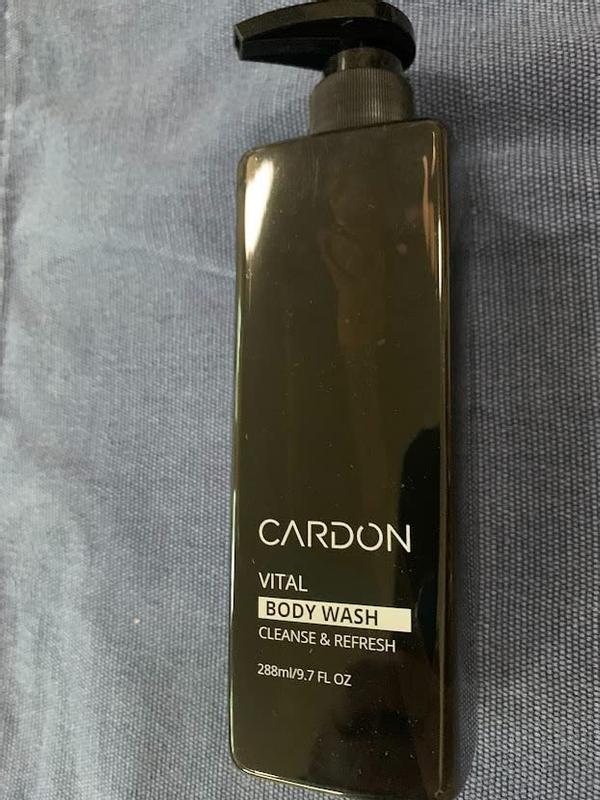 CARDON
VITAL
BODY WASH
CLEANSE & REFRESH
288ml/9.7 FL OZ